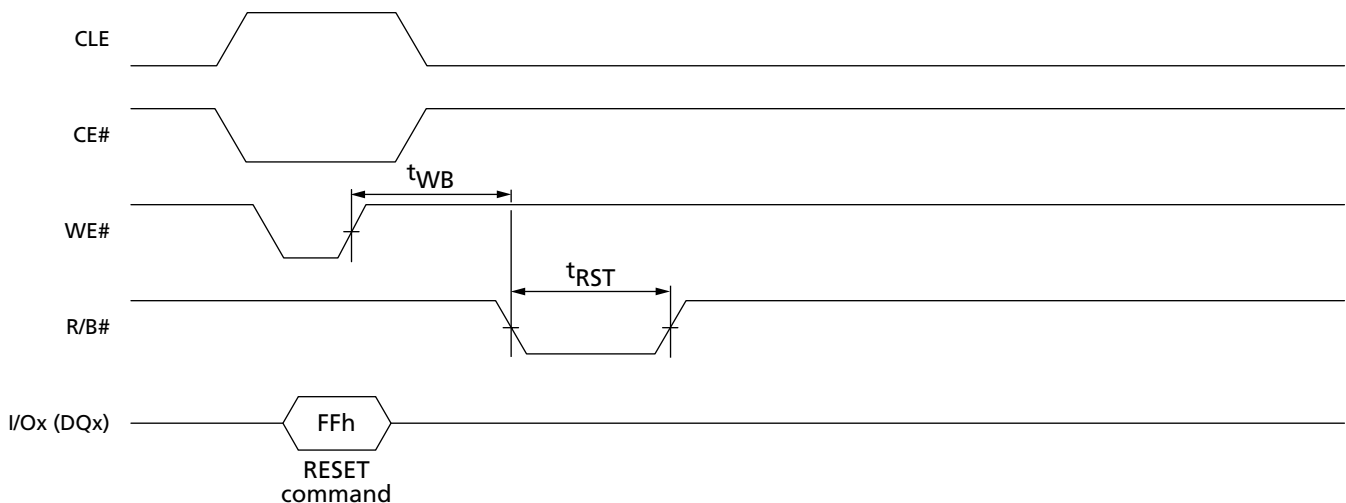 CLE
CE#
tWB
WE#
tRST
R/B#
I/Ox (DQx)
FFh
RESET
command